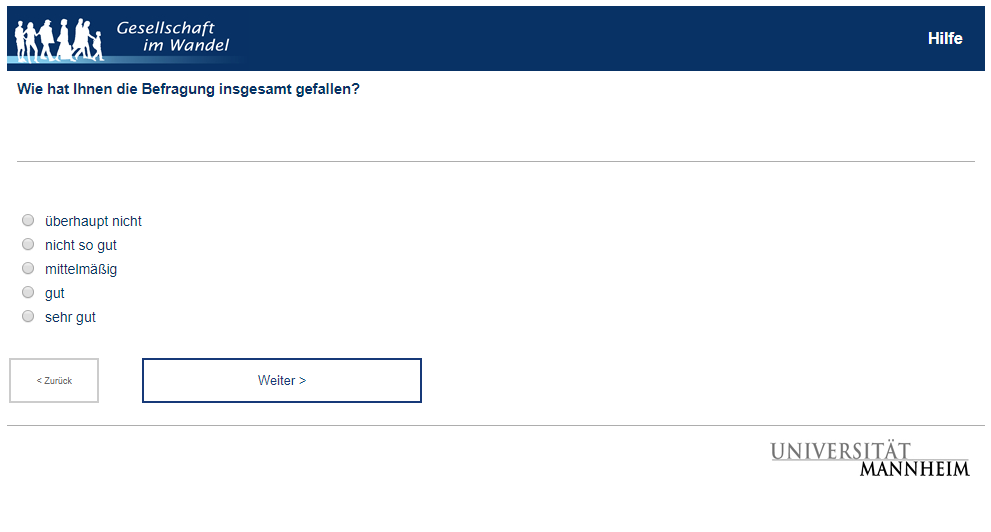 Gesellschaft
im Wandel
Hilfe
Wie hat Ihnen die Befragung insgesamt gefallen?
überhaupt nicht
nicht so gut
mittelmäßig
gut
sehr gut
< Zurück
Weiter >
UNIVERSITÄT
MANNHEIM